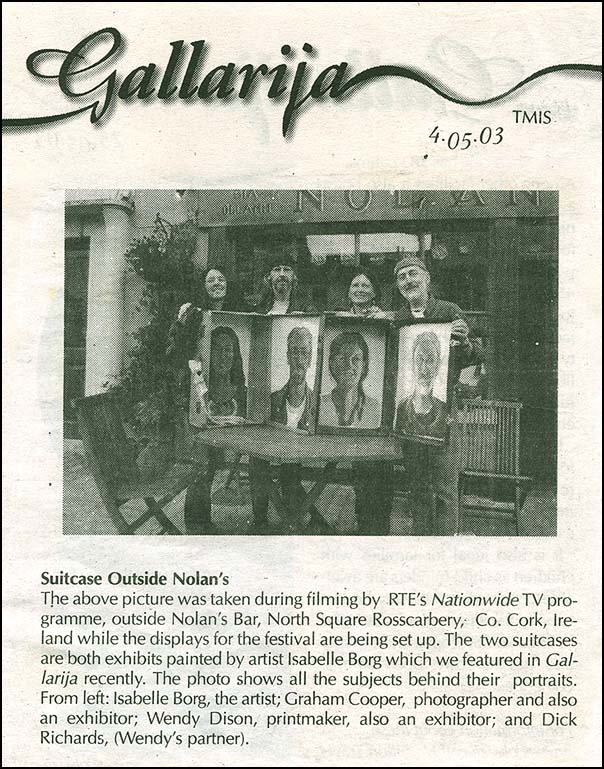 Gallarija
TMIS
4.05.03
NOLAN
Suitcase Outside Nolan's
The above picture was taken during filming by RTE's Nationwide TV pro-
gramme, outside Nolan's Bar, North Square Rosscarbery, Co. Cork, Ire-
land while the displays for the festival are being set up. The two suitcases
are both exhibits painted by artist Isabelle Borg which we featured in Gal-
larija recently. The photo shows all the subjects behind their portraits.
From left: Isabelle Borg, the artist; Graham Cooper, photographer and also
an exhibitor; Wendy Dison, printmaker, also an exhibitor; and Dick
Richards, (Wendy's partner).